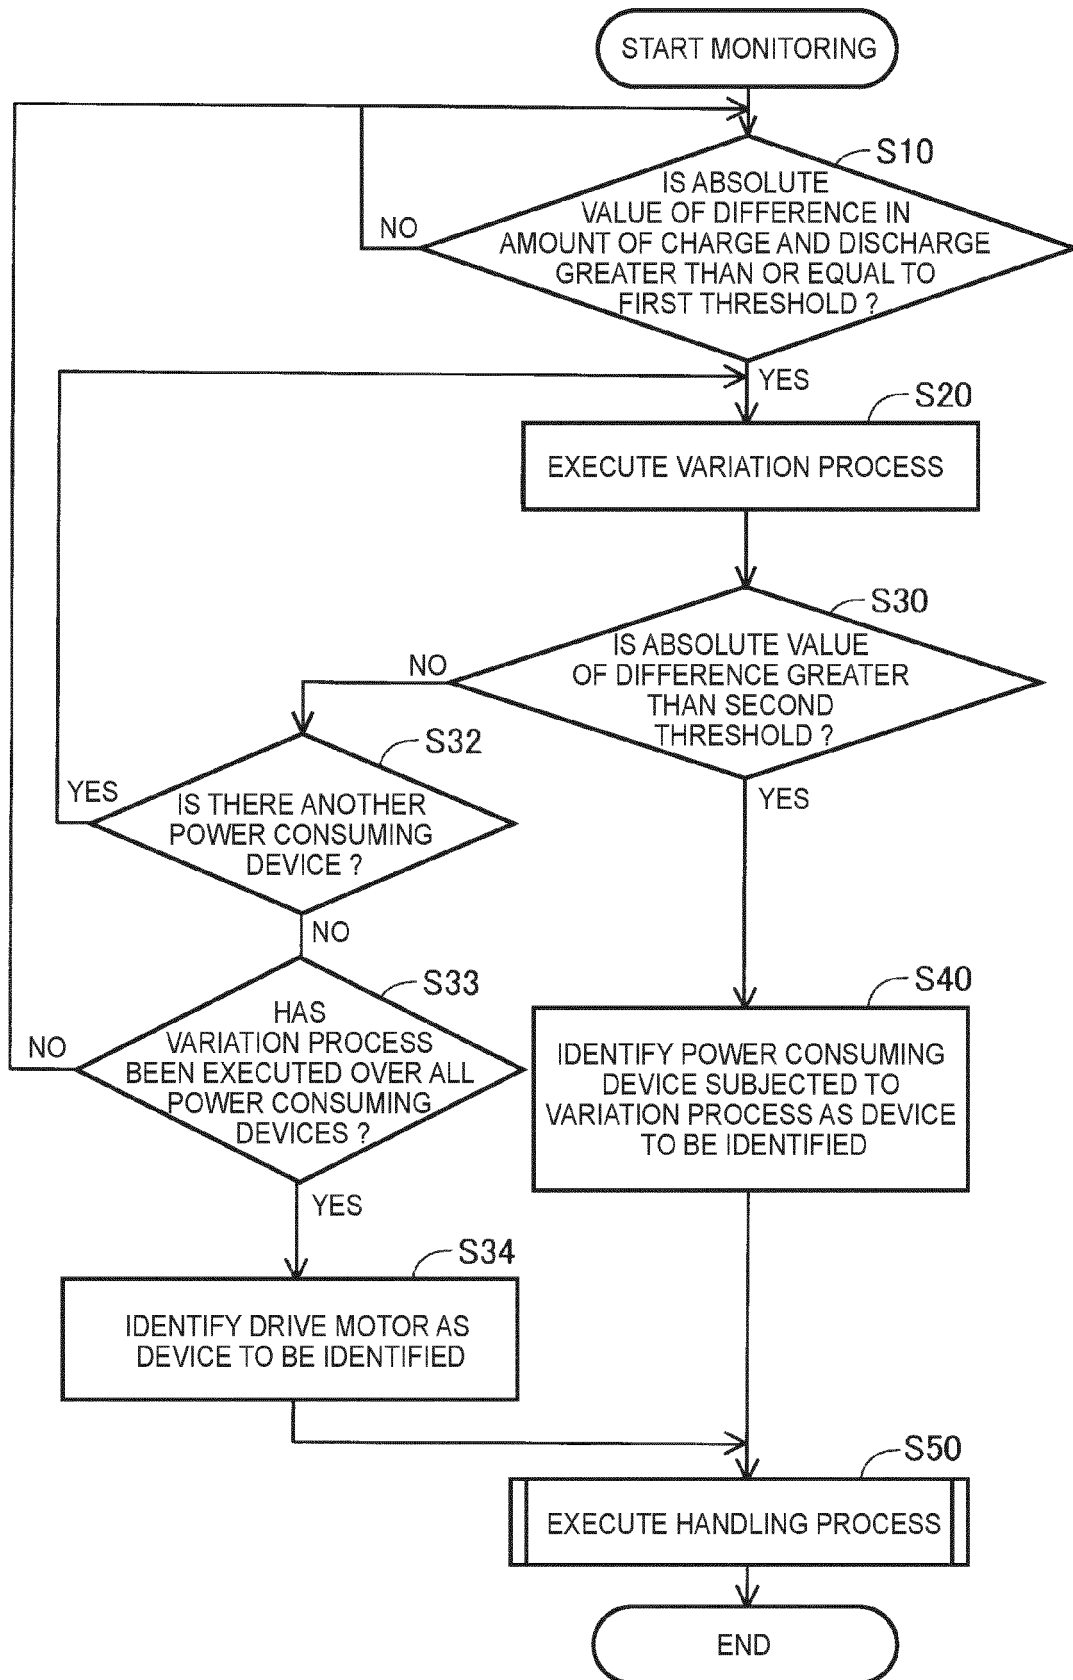 START MONITORING
S10
IS ABSOLUTE
VALUE OF DIFFERENCE IN
AMOUNT OF CHARGE AND DISCHARGE
GREATER THAN OR EQUAL TO
FIRST THRESHOLD ?
NO
YES
S20
EXECUTE VARIATION PROCESS
S30
IS ABSOLUTE VALUE
OF DIFFERENCE GREATER
THAN SECOND
THRESHOLD ?
NO
YES
S32
IS THERE ANOTHER
POWER CONSUMING
DEVICE ?
YES
NO
S33
HAS
VARIATION PROCESS
BEEN EXECUTED OVER ALL
POWER CONSUMING
DEVICES ?
NO
YES
S40
IDENTIFY POWER CONSUMING
DEVICE SUBJECTED TO
VARIATION PROCESS AS DEVICE
TO BE IDENTIFIED
S34
IDENTIFY DRIVE MOTOR AS
DEVICE TO BE IDENTIFIED
S50
EXECUTE HANDLING PROCESS
END